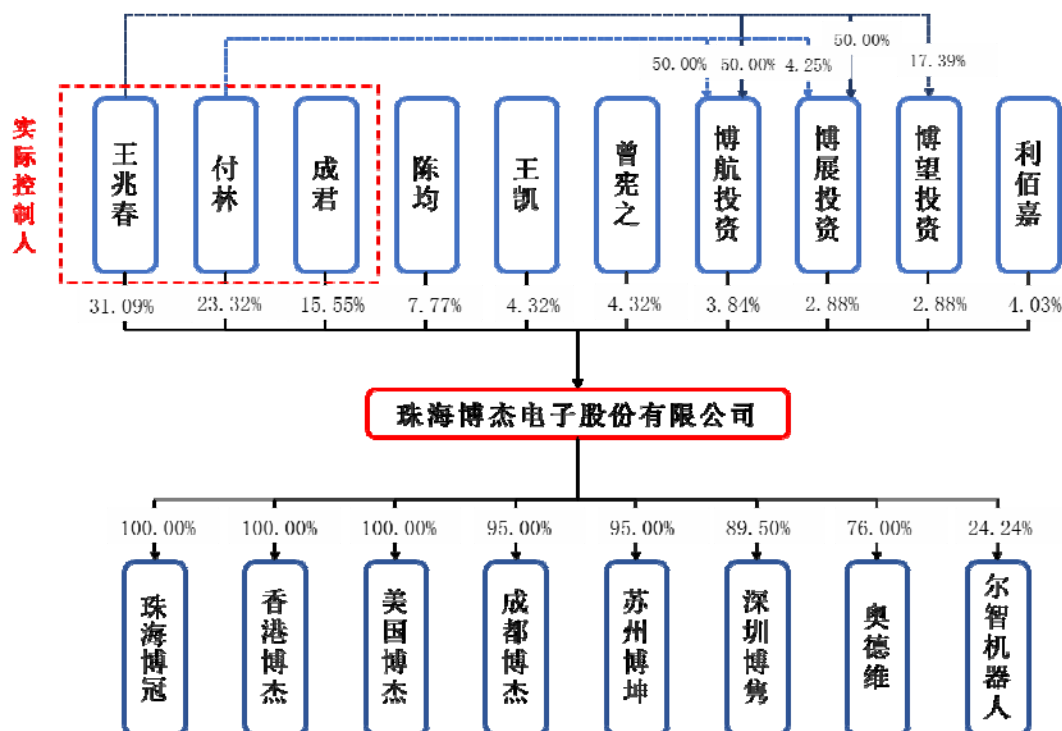 50.00%
50.00% 50.00% 4.25% 17.39%
实际控制人
王兆春
付林
成君
陈均
王凯
曾宪之
博航投资
博展投资
博望投资
利佰嘉
31.09% 23.32% 15.55% 7.77% 4.32% 4.32% 3.84% 2.88% 2.88% 4.03%
珠海博杰电子股份有限公司
100.00% 100.00% 100.00% 95.00% 95.00% 89.50% 76.00% 24.24%
珠海博冠
香港博杰
美国博杰
成都博杰
苏州博坤
深圳博隽
奥德维
尔智机器人